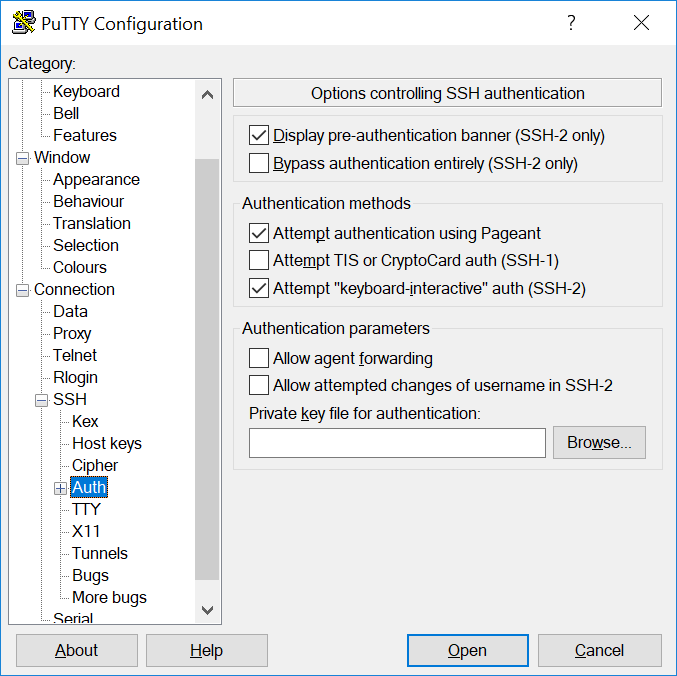 PuTTY Configuration
?
Category:
Keyboard
Bell
Features
Window
Appearance
Behaviour
Translation
Selection
Colours
Connection
Data
Proxy
Telnet
Rlogin
SSH
Kex
Host keys
Cipher
Auth
TTY
X11
Tunnels
Bugs
More bugs
Serial
Options controlling SSH authentication
Display pre-authentication banner (SSH-2 only)
Bypass authentication entirely (SSH-2 only)
Authentication methods
Attempt authentication using Pageant
Attempt TIS or CryptoCard auth (SSH-1)
Attempt "keyboard-interactive" auth (SSH-2)
Authentication parameters
Allow agent forwarding
Allow attempted changes of username in SSH-2
Private key file for authentication:
Browse...
About
Help
Open
Cancel